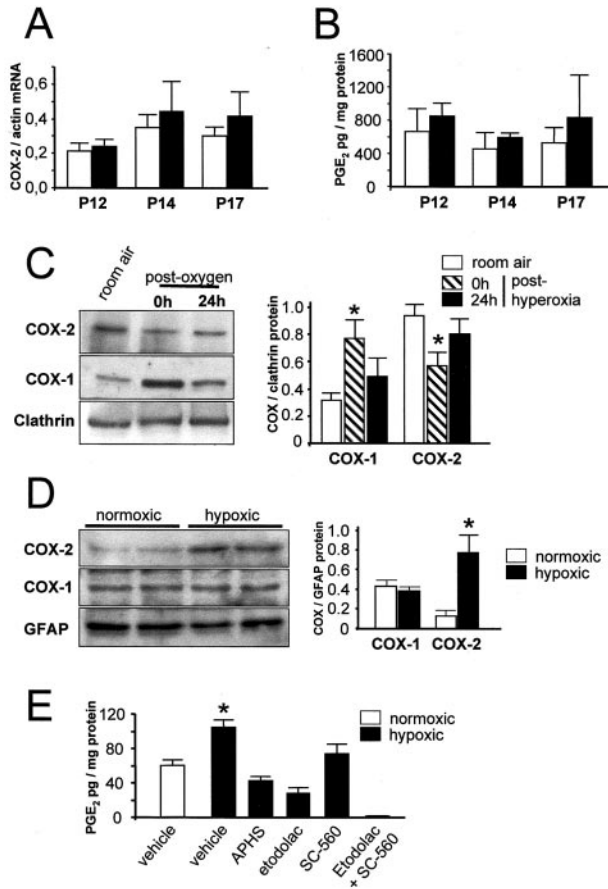 A
COX-2 / actin mRNA
0,6
0,4
0,2
0,0
P12 P14 P17
B
PGE₂ pg / mg protein
1600
1200
800
400
0
P12 P14 P17
C
room air
post-oxygen
0h 24h
COX-2
COX-1
Clathrin
room air
0h
24h
post-
hyperoxia
COX / clathrin protein
1.0
0.8
0.6
0.4
0.2
0
*
*
COX-1 COX-2
D
normoxic hypoxic
COX-2
COX-1
GFAP
COX / GFAP protein
1.0
0.8
0.6
0.4
0.2
0
*
COX-1 COX-2
normoxic
hypoxic
E
PGE₂ pg / mg protein
120
80
40
0
*
vehicle
vehicle
APHS
etodolac
SC-560
Etodolac
+ SC-560
normoxic
hypoxic